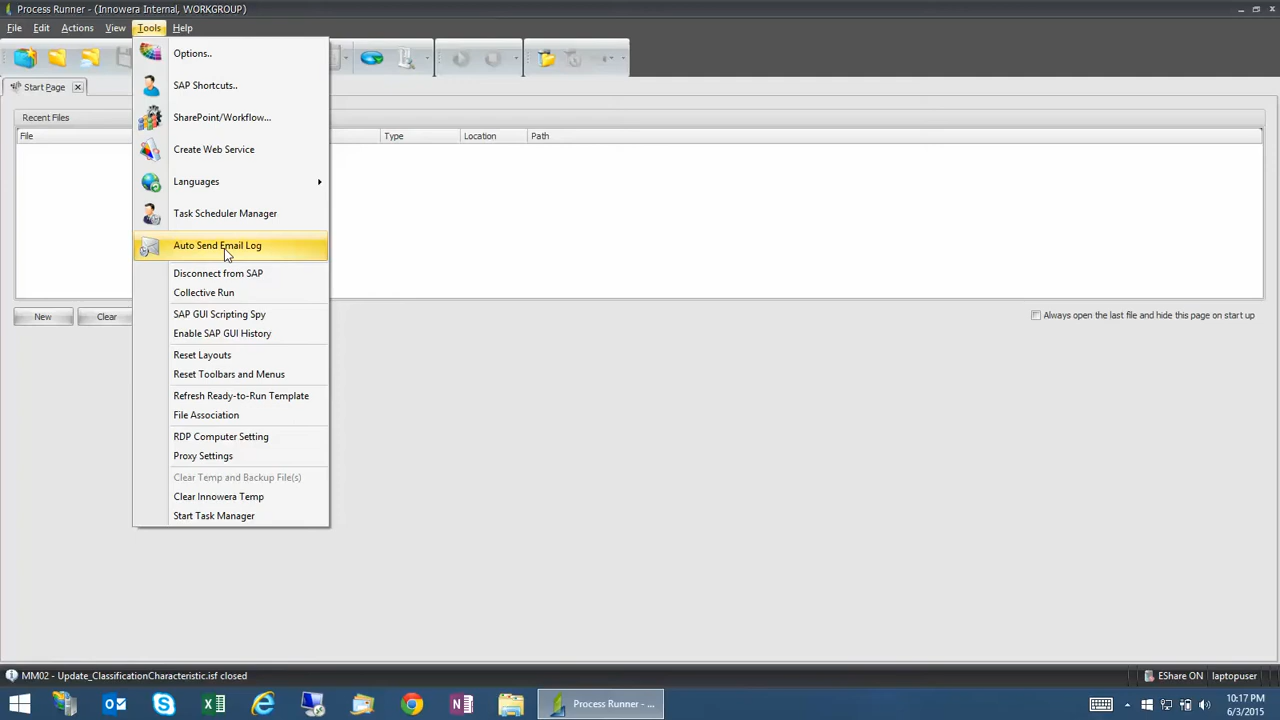 Process Runner - (Innowera Internal, WORKGROUP)
File Edit Actions View Tools Help
Start Page
Options..
SAP Shortcuts..
SharePoint/Workflow...
Create Web Service
Languages
Task Scheduler Manager
Auto Send Email Log
Disconnect from SAP
Collective Run
SAP GUI Scripting Spy
Enable SAP GUI History
Reset Layouts
Reset Toolbars and Menus
Refresh Ready-to-Run Template
File Association
RDP Computer Setting
Proxy Settings
Clear Temp and Backup File(s)
Clear Innowera Temp
Start Task Manager
Recent Files
File Type Location Path
New Clear
Always open the last file and hide this page on start up
MM02 - Update_ClassificationCharacteristic.isf closed
EShare ON laptopuser
Process Runner - ...
10:17 PM
6/3/2015